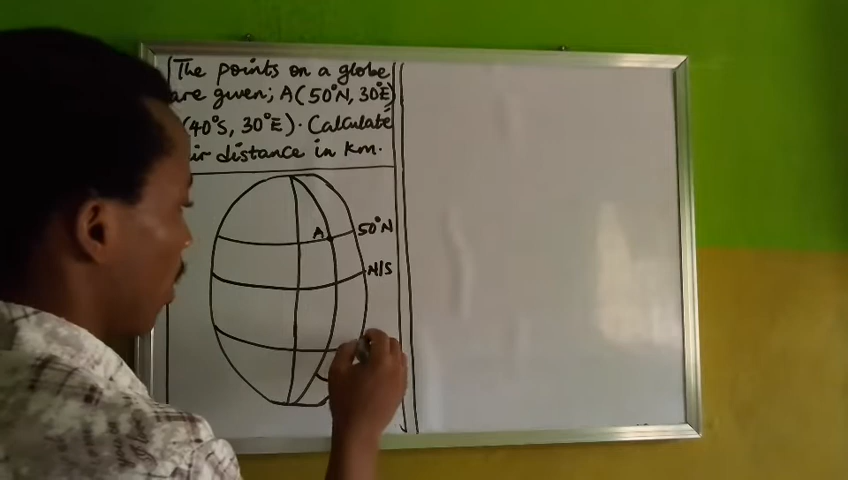 The points on a globe
are given; A(50°N, 30°E)
(40°S, 30°E). Calculate
distance in km.
A
50°N
N/S